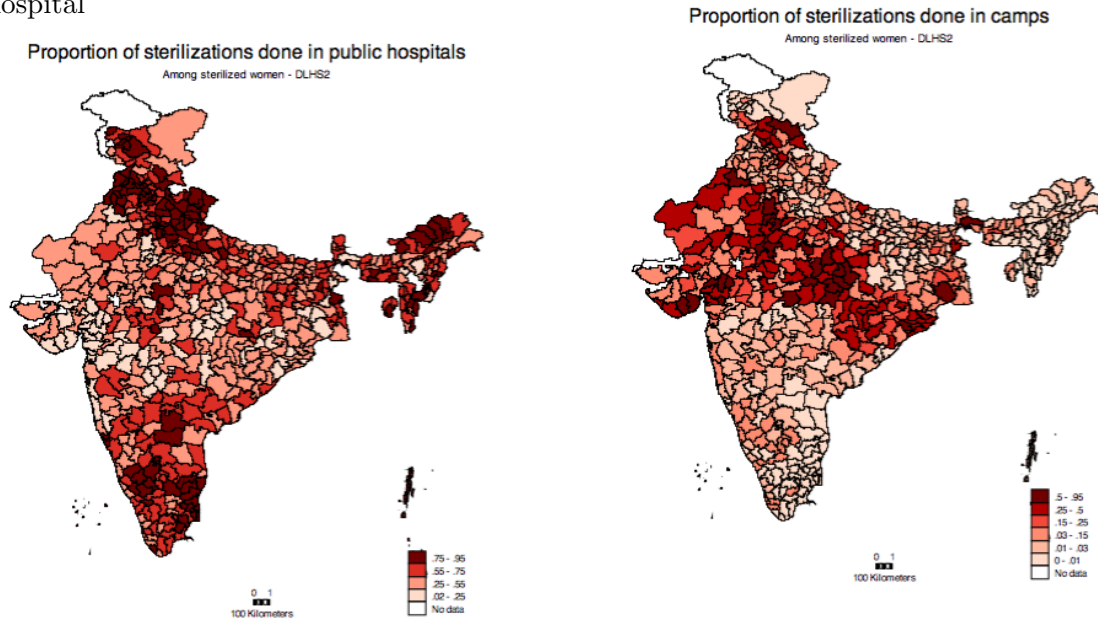 ospital
Proportion of sterilizations done in public hospitals
Among sterilized women - DLHS2
.75 - .95
.55 - .75
.25 - .55
.02 - .25
No data
0 1
100 Kilometers
Proportion of sterilizations done in camps
Among sterilized women - DLHS2
.5 - .95
.25 - .5
.15 - .25
.03 - .15
.01 - .03
0 - .01
No data
0 1
100 Kilometers